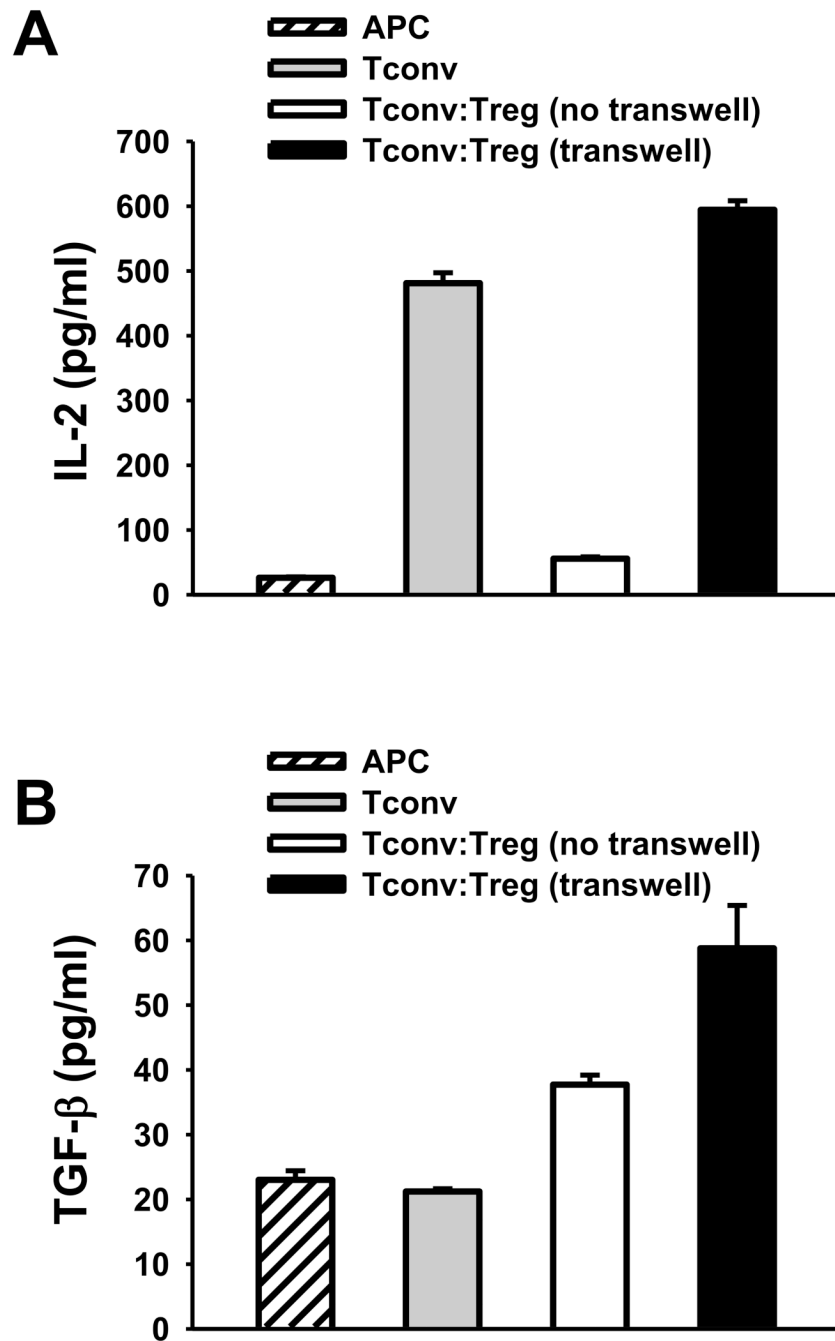 A
APC
Tconv
Tconv:Treg (no transwell)
Tconv:Treg (transwell)
700
600
500
400
300
200
100
0
IL-2 (pg/ml)
B
APC
Tconv
Tconv:Treg (no transwell)
Tconv:Treg (transwell)
70
60
50
40
30
20
10
0
TGF-β (pg/ml)